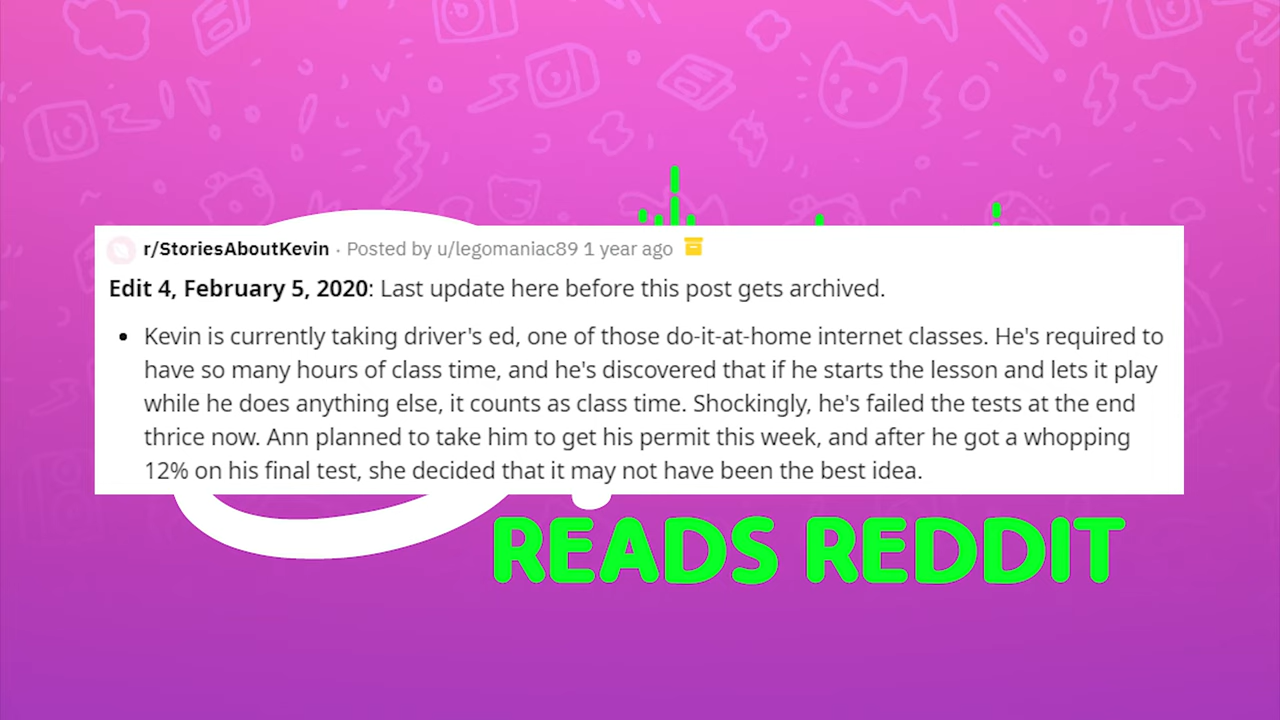 r/StoriesAboutKevin · Posted by u/legomaniac89 1 year ago
Edit 4, February 5, 2020: Last update here before this post gets archived.
• Kevin is currently taking driver's ed, one of those do-it-at-home internet classes. He's required to
have so many hours of class time, and he's discovered that if he starts the lesson and lets it play
while he does anything else, it counts as class time. Shockingly, he's failed the tests at the end
thrice now. Ann planned to take him to get his permit this week, and after he got a whopping
12% on his final test, she decided that it may not have been the best idea.
READS REDDIT